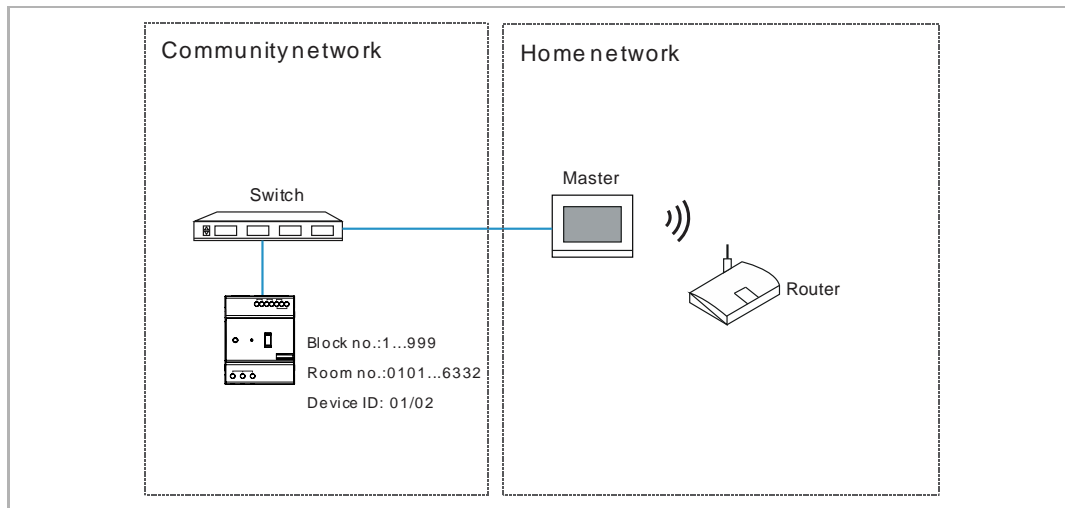 Community network
Home network
Switch
Master
Router
Block no.:1...999
Room no.:0101...6332
Device ID: 01/02